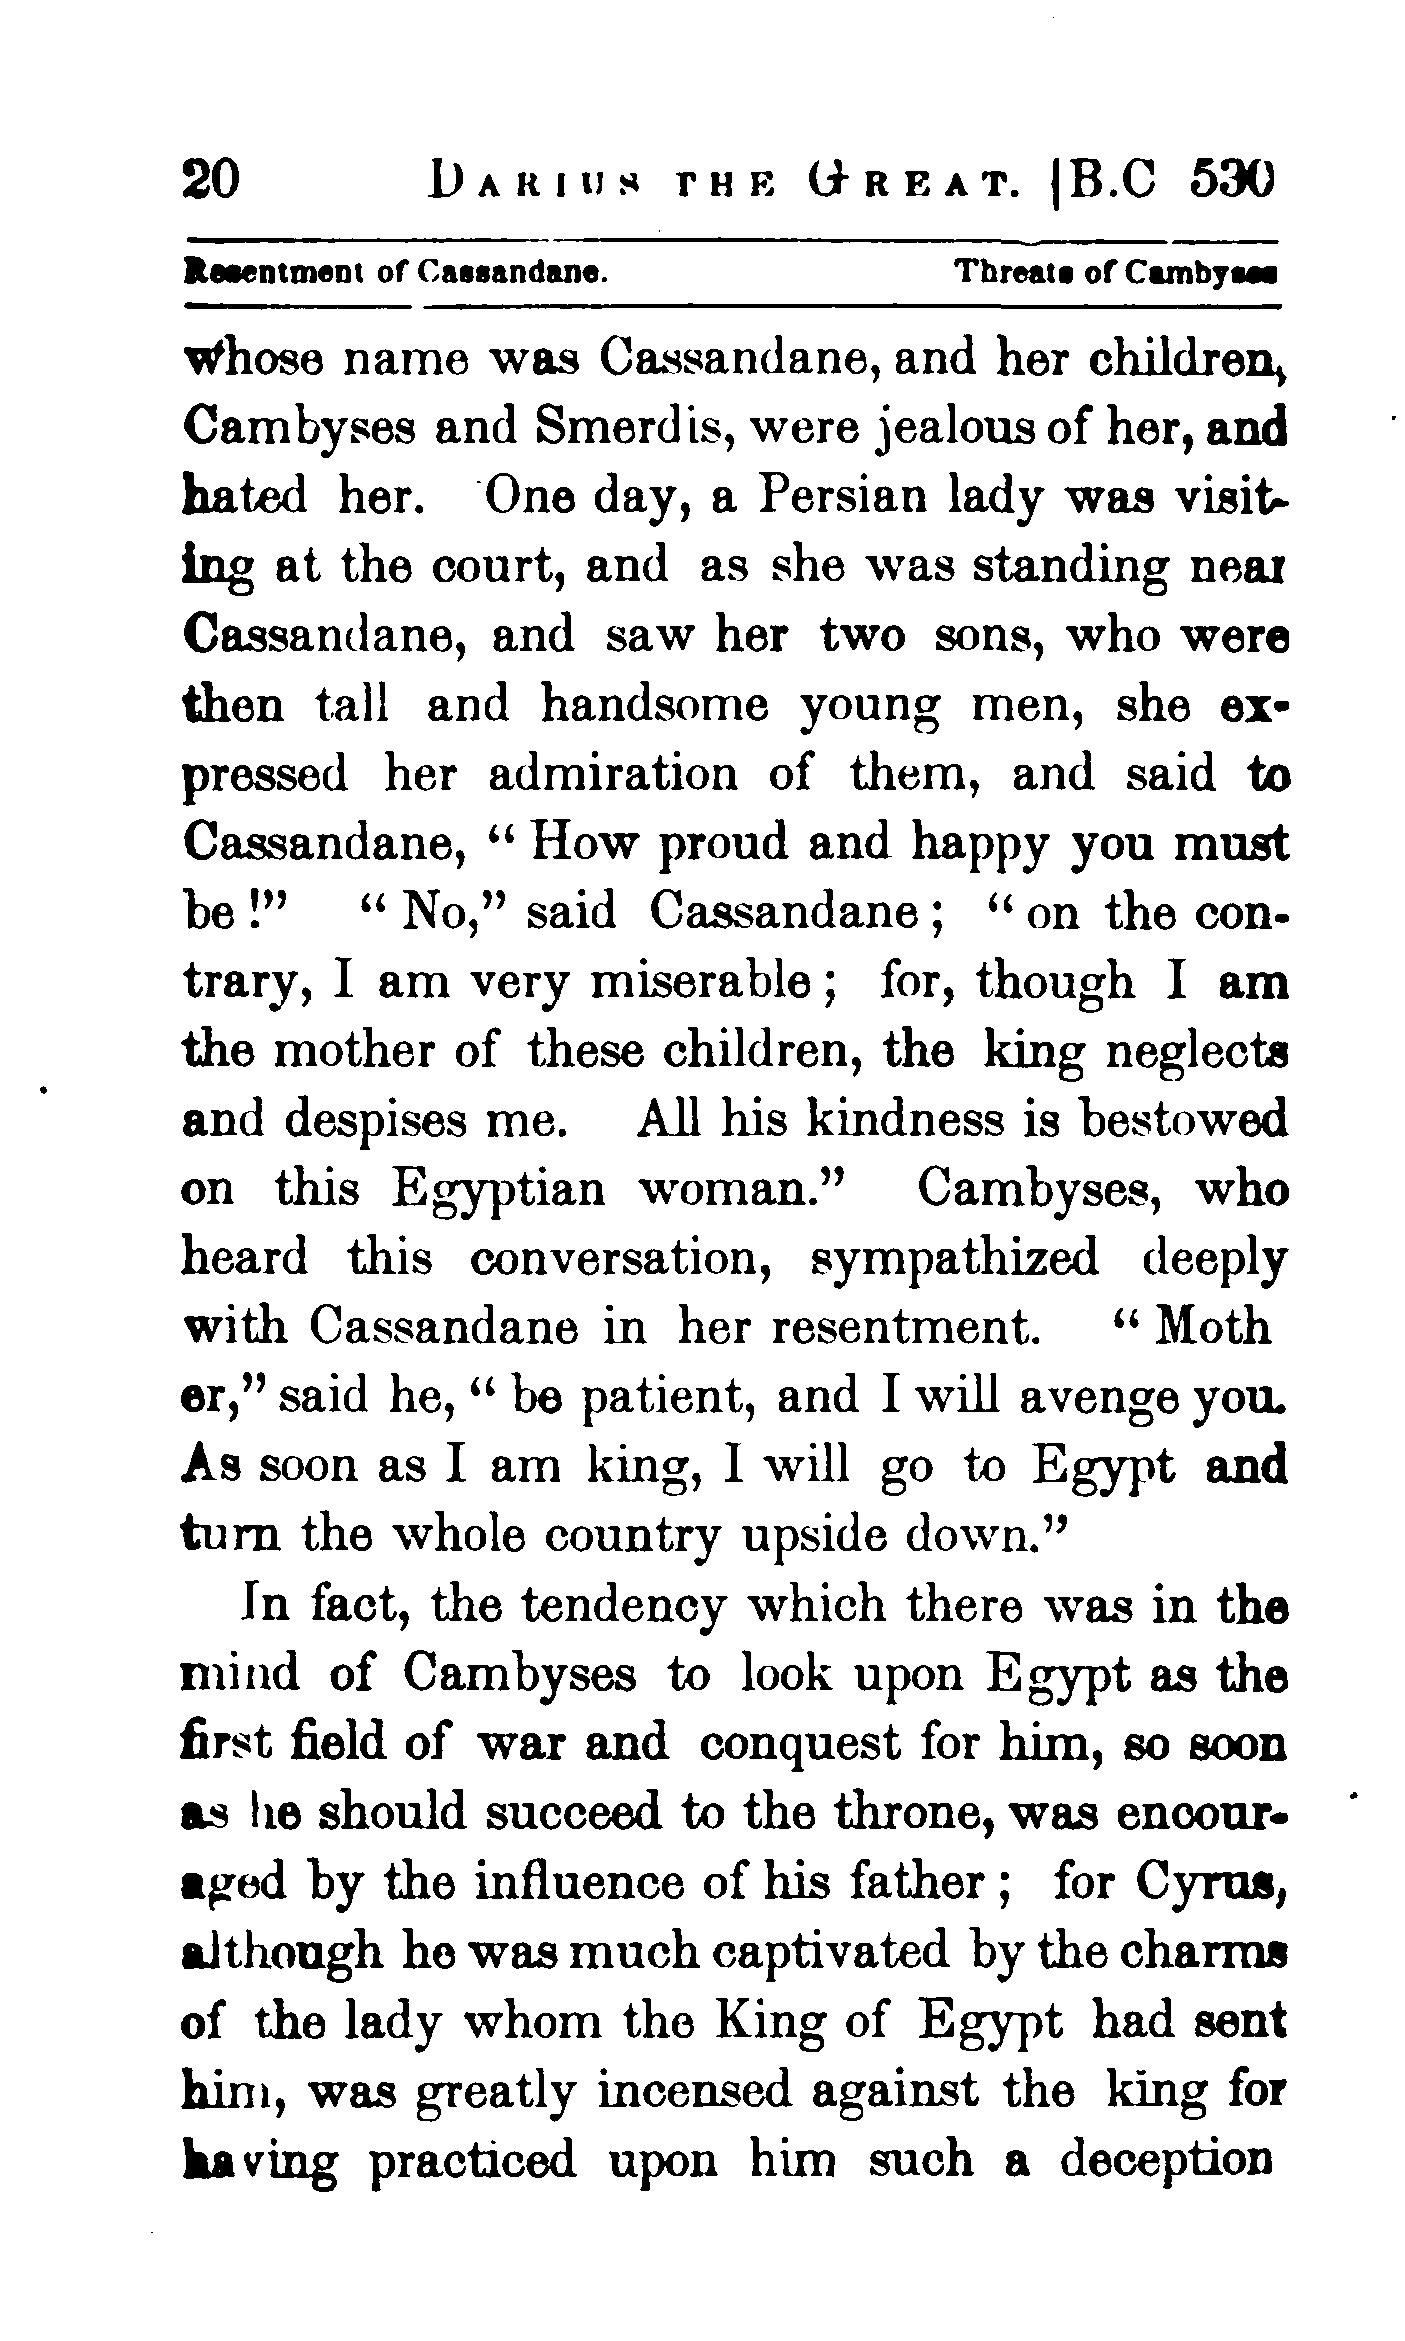 20 DARIUS THE GREAT. |B.C 530
Resentment of Cassandane. Threats of Cambyses
whose name was Cassandane, and her children,
Cambyses and Smerdis, were jealous of her, and
hated her. One day, a Persian lady was visit-
ing at the court, and as she was standing near
Cassandane, and saw her two sons, who were
then tall and handsome young men, she ex-
pressed her admiration of them, and said to
Cassandane, “ How proud and happy you must
be !” “ No,” said Cassandane ; “ on the con-
trary, I am very miserable ; for, though I am
the mother of these children, the king neglects
and despises me. All his kindness is bestowed
on this Egyptian woman.” Cambyses, who
heard this conversation, sympathized deeply
with Cassandane in her resentment. “ Moth
er,” said he, “ be patient, and I will avenge you.
As soon as I am king, I will go to Egypt and
turn the whole country upside down.”
In fact, the tendency which there was in the
mind of Cambyses to look upon Egypt as the
first field of war and conquest for him, so soon
as he should succeed to the throne, was encour-
aged by the influence of his father ; for Cyrus,
although he was much captivated by the charms
of the lady whom the King of Egypt had sent
him, was greatly incensed against the king for
having practiced upon him such a deception